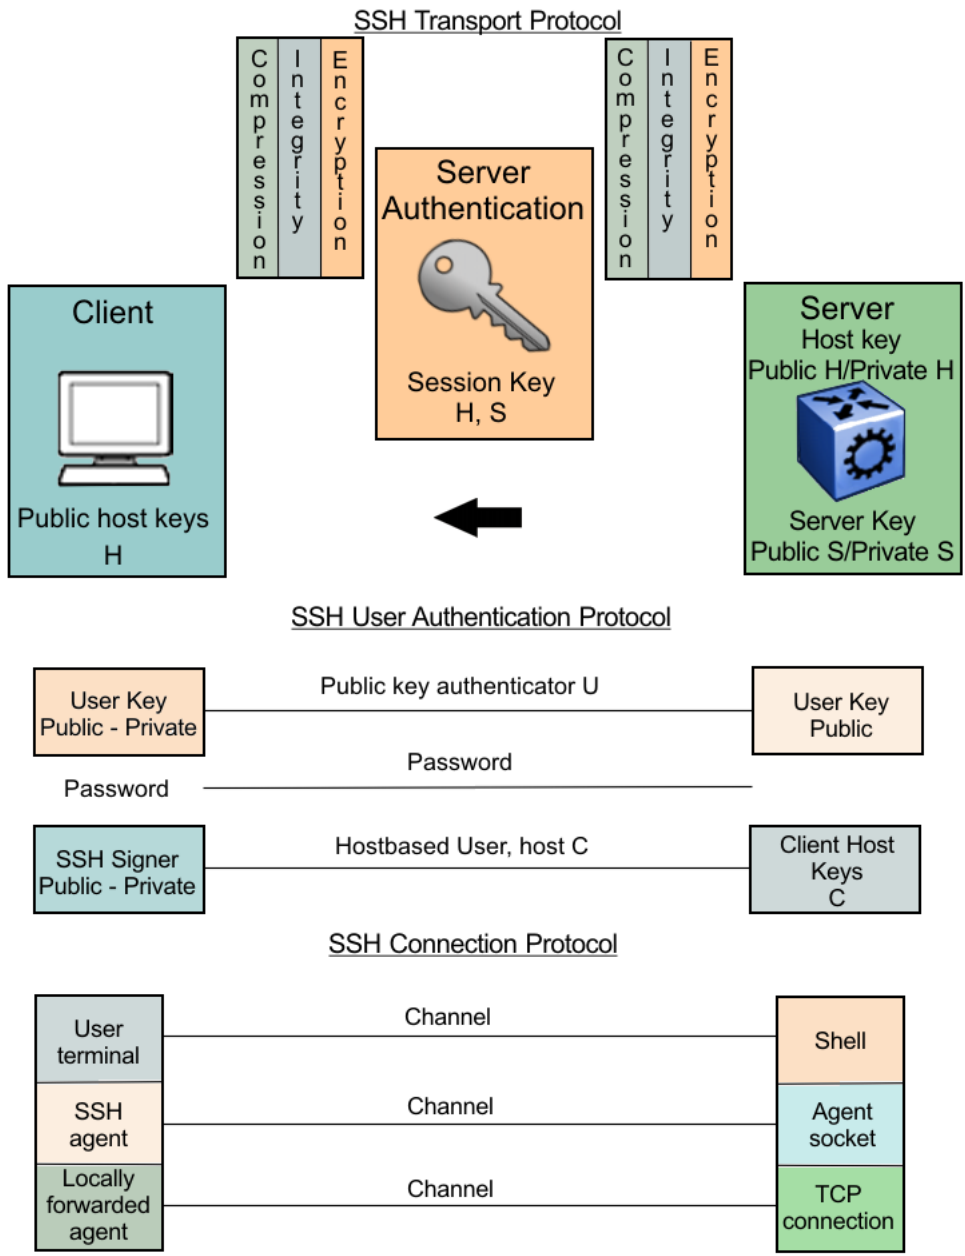 SSH Transport Protocol
Compression
Integrity
Encryption
Compression
Integrity
Encryption
Server
Authentication
Session Key
H, S
Client
Public host keys
H
Server
Host key
Public H/Private H
Server Key
Public S/Private S
SSH User Authentication Protocol
User Key
Public - Private
Public key authenticator U
User Key
Public
Password
Password
SSH Signer
Public - Private
Hostbased User, host C
Client Host
Keys
C
SSH Connection Protocol
User
terminal
Channel
Shell
SSH
agent
Channel
Agent
socket
Locally
forwarded
agent
Channel
TCP
connection